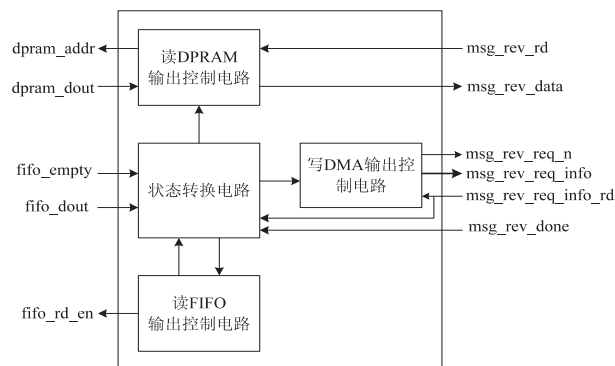 dpram_addr
读DPRAM
输出控制电路
msg_rev_rd
dpram_dout
msg_rev_data
fifo_empty
状态转换电路
fifo_dout
写DMA输出控
制电路
msg_rev_req_n
msg_rev_req_info
msg_rev_req_info_rd
msg_rev_done
fifo_rd_en
读FIFO
输出控制电路